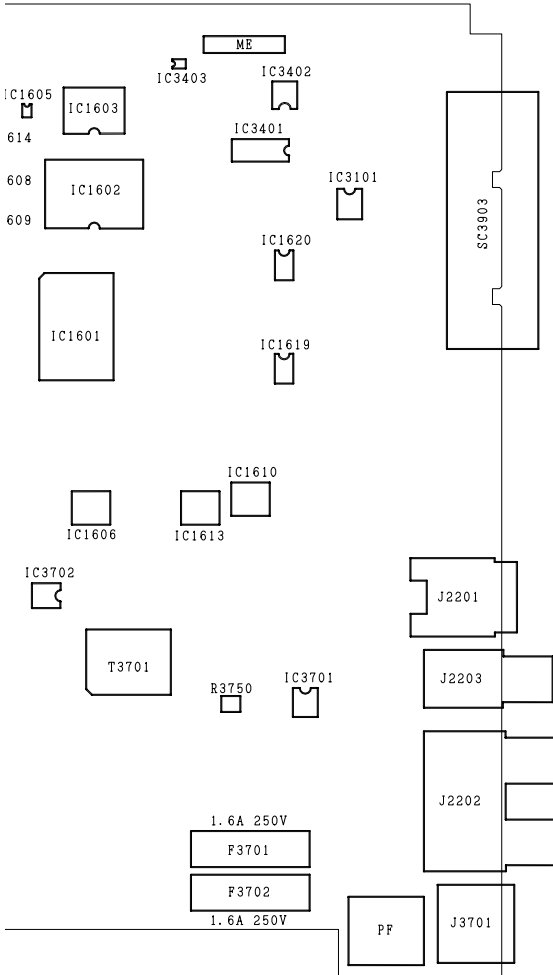 ME
IC3403
IC3402
IC1605
IC1603
614
IC3401
608
IC1602
IC3101
609
SC3903
IC1620
IC1601
IC1619
IC1610
IC1606
IC1613
IC3702
J2201
T3701
R3750
IC3701
J2203
J2202
1.6A 250V
F3701
F3702
1.6A 250V
PF
J3701